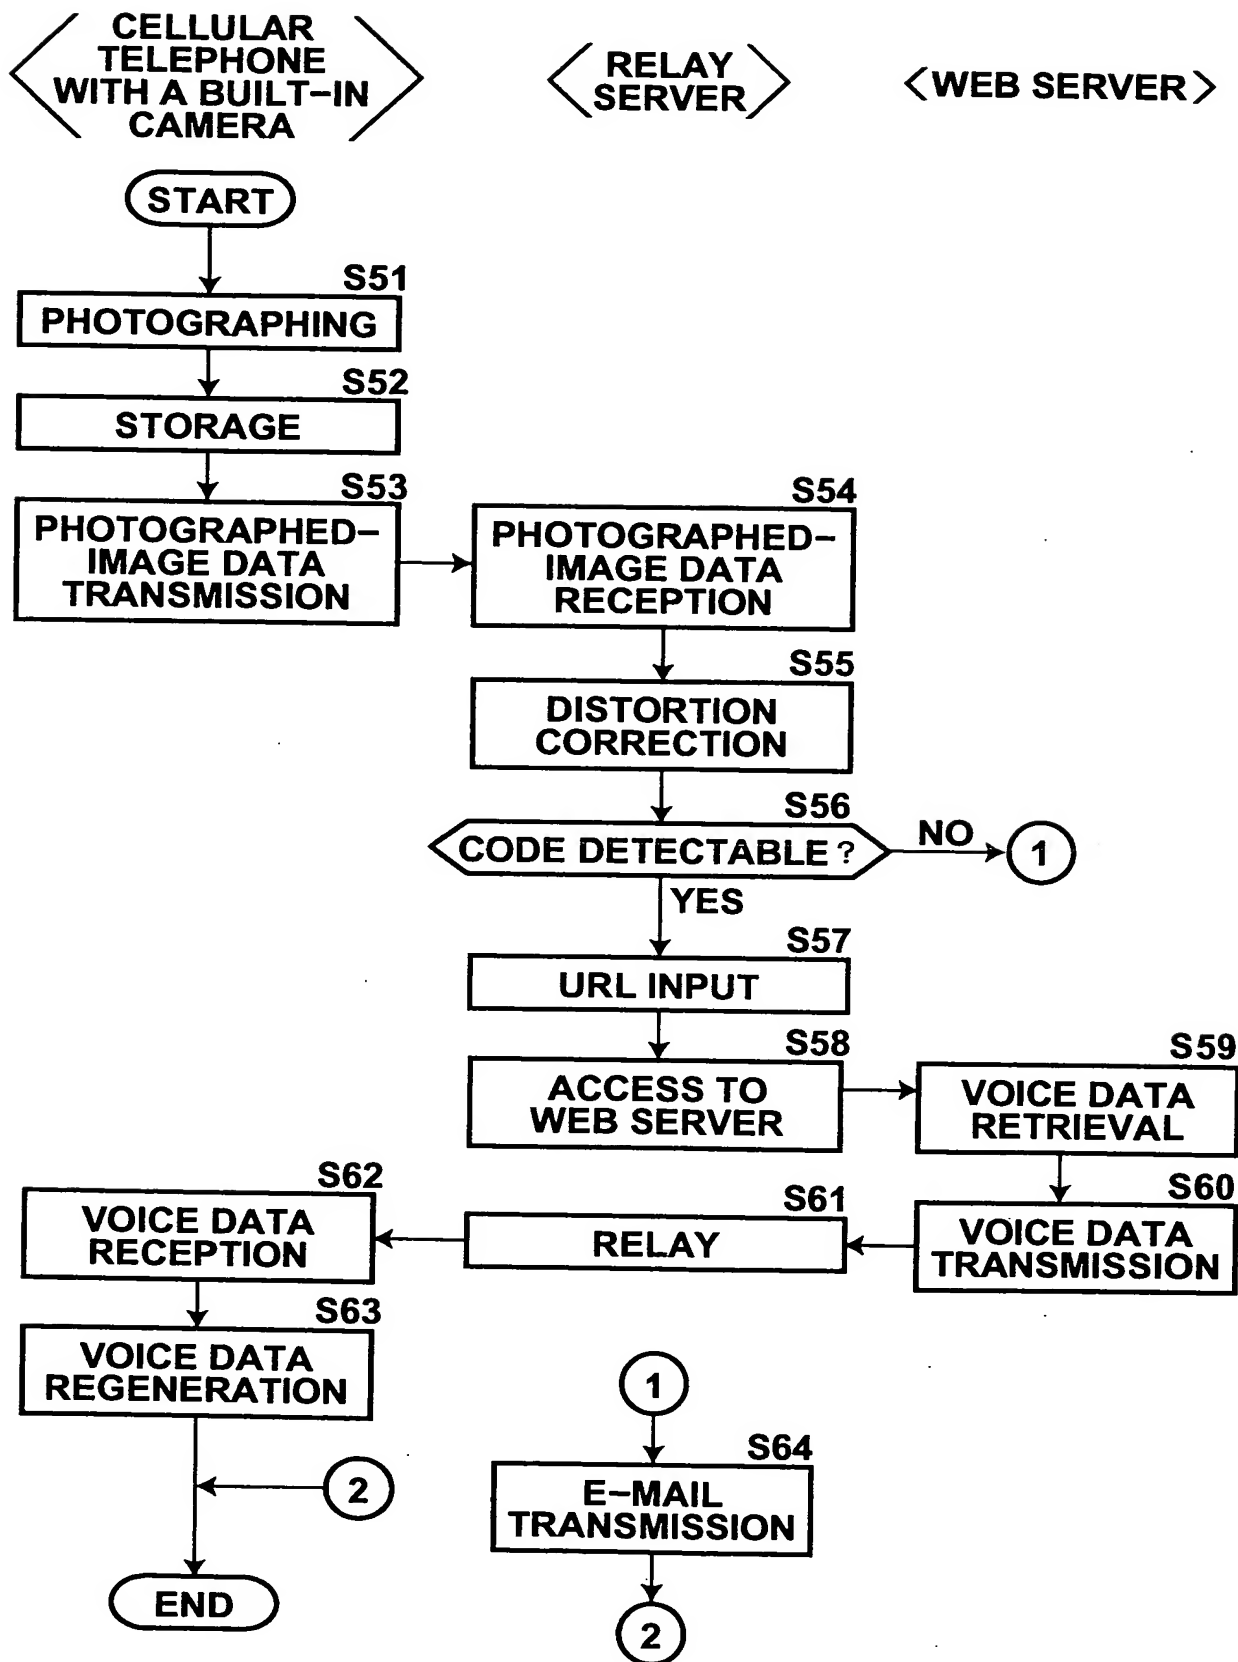 <CELLULAR
TELEPHONE
WITH A BUILT-IN
CAMERA>
<RELAY
SERVER>
<WEB SERVER>
START
S51
PHOTOGRAPHING
S52
STORAGE
S53
PHOTOGRAPHED-
IMAGE DATA
TRANSMISSION
S54
PHOTOGRAPHED-
IMAGE DATA
RECEPTION
S55
DISTORTION
CORRECTION
S56
CODE DETECTABLE?
NO
1
YES
S57
URL INPUT
S58
ACCESS TO
WEB SERVER
S59
VOICE DATA
RETRIEVAL
S60
VOICE DATA
TRANSMISSION
S61
RELAY
S62
VOICE DATA
RECEPTION
S63
VOICE DATA
REGENERATION
2
END
1
S64
E-MAIL
TRANSMISSION
2